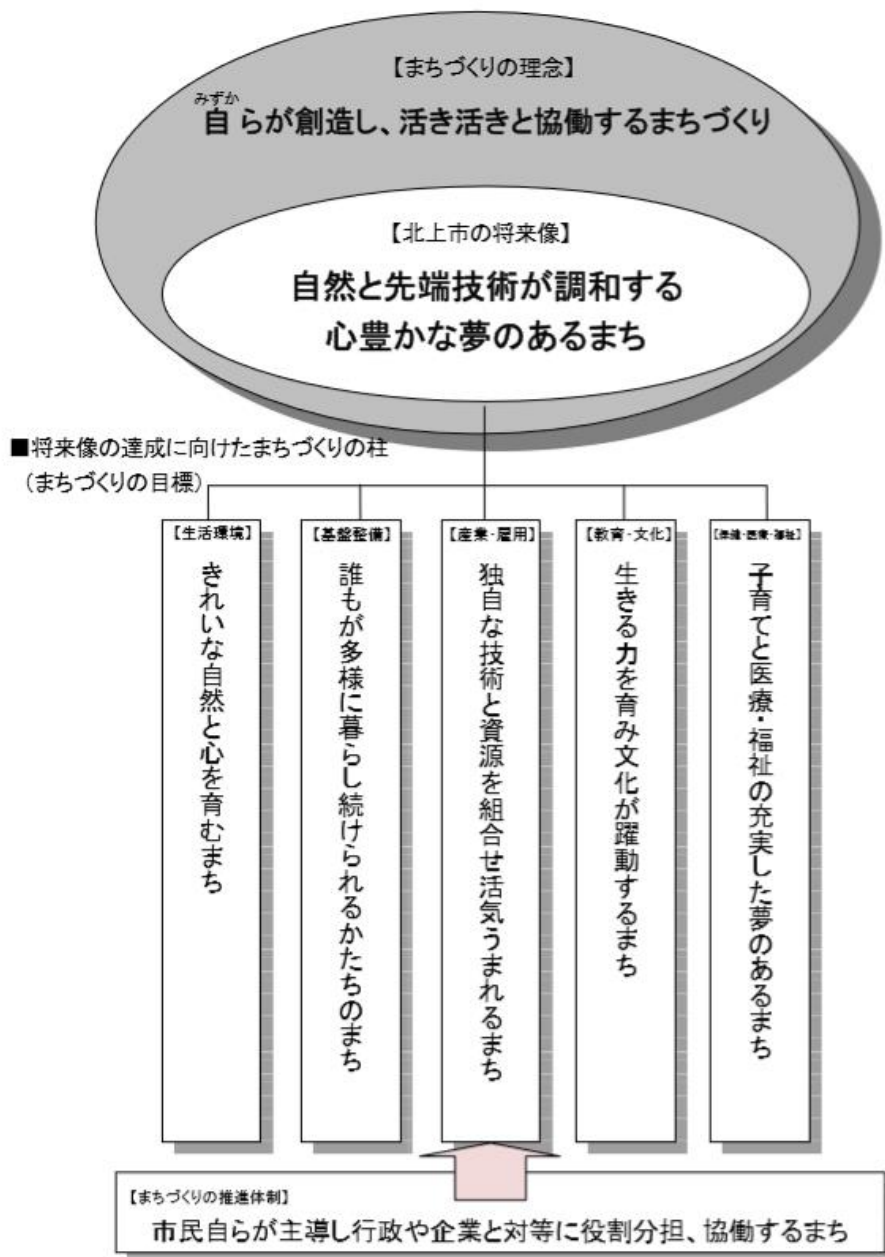 【まちづくりの理念】
みずか
自らが創造し、活き活きと協働するまちづくり
【北上市の将来像】
自然と先端技術が調和する
心豊かな夢のあるまち
■将来像の達成に向けたまちづくりの柱
(まちづくりの目標)
【生活環境】
きれいな自然と心を育むまち
【基盤整備】
誰もが多様に暮らし続けられるかたちのまち
【産業・雇用】
独自な技術と資源を組合せ活気うまれるまち
【教育・文化】
生きる力を育み文化が躍動するまち
【保健・医療・福祉】
子育てと医療・福祉の充実した夢のあるまち
【まちづくりの推進体制】
市民自らが主導し行政や企業と対等に役割分担、協働するまち